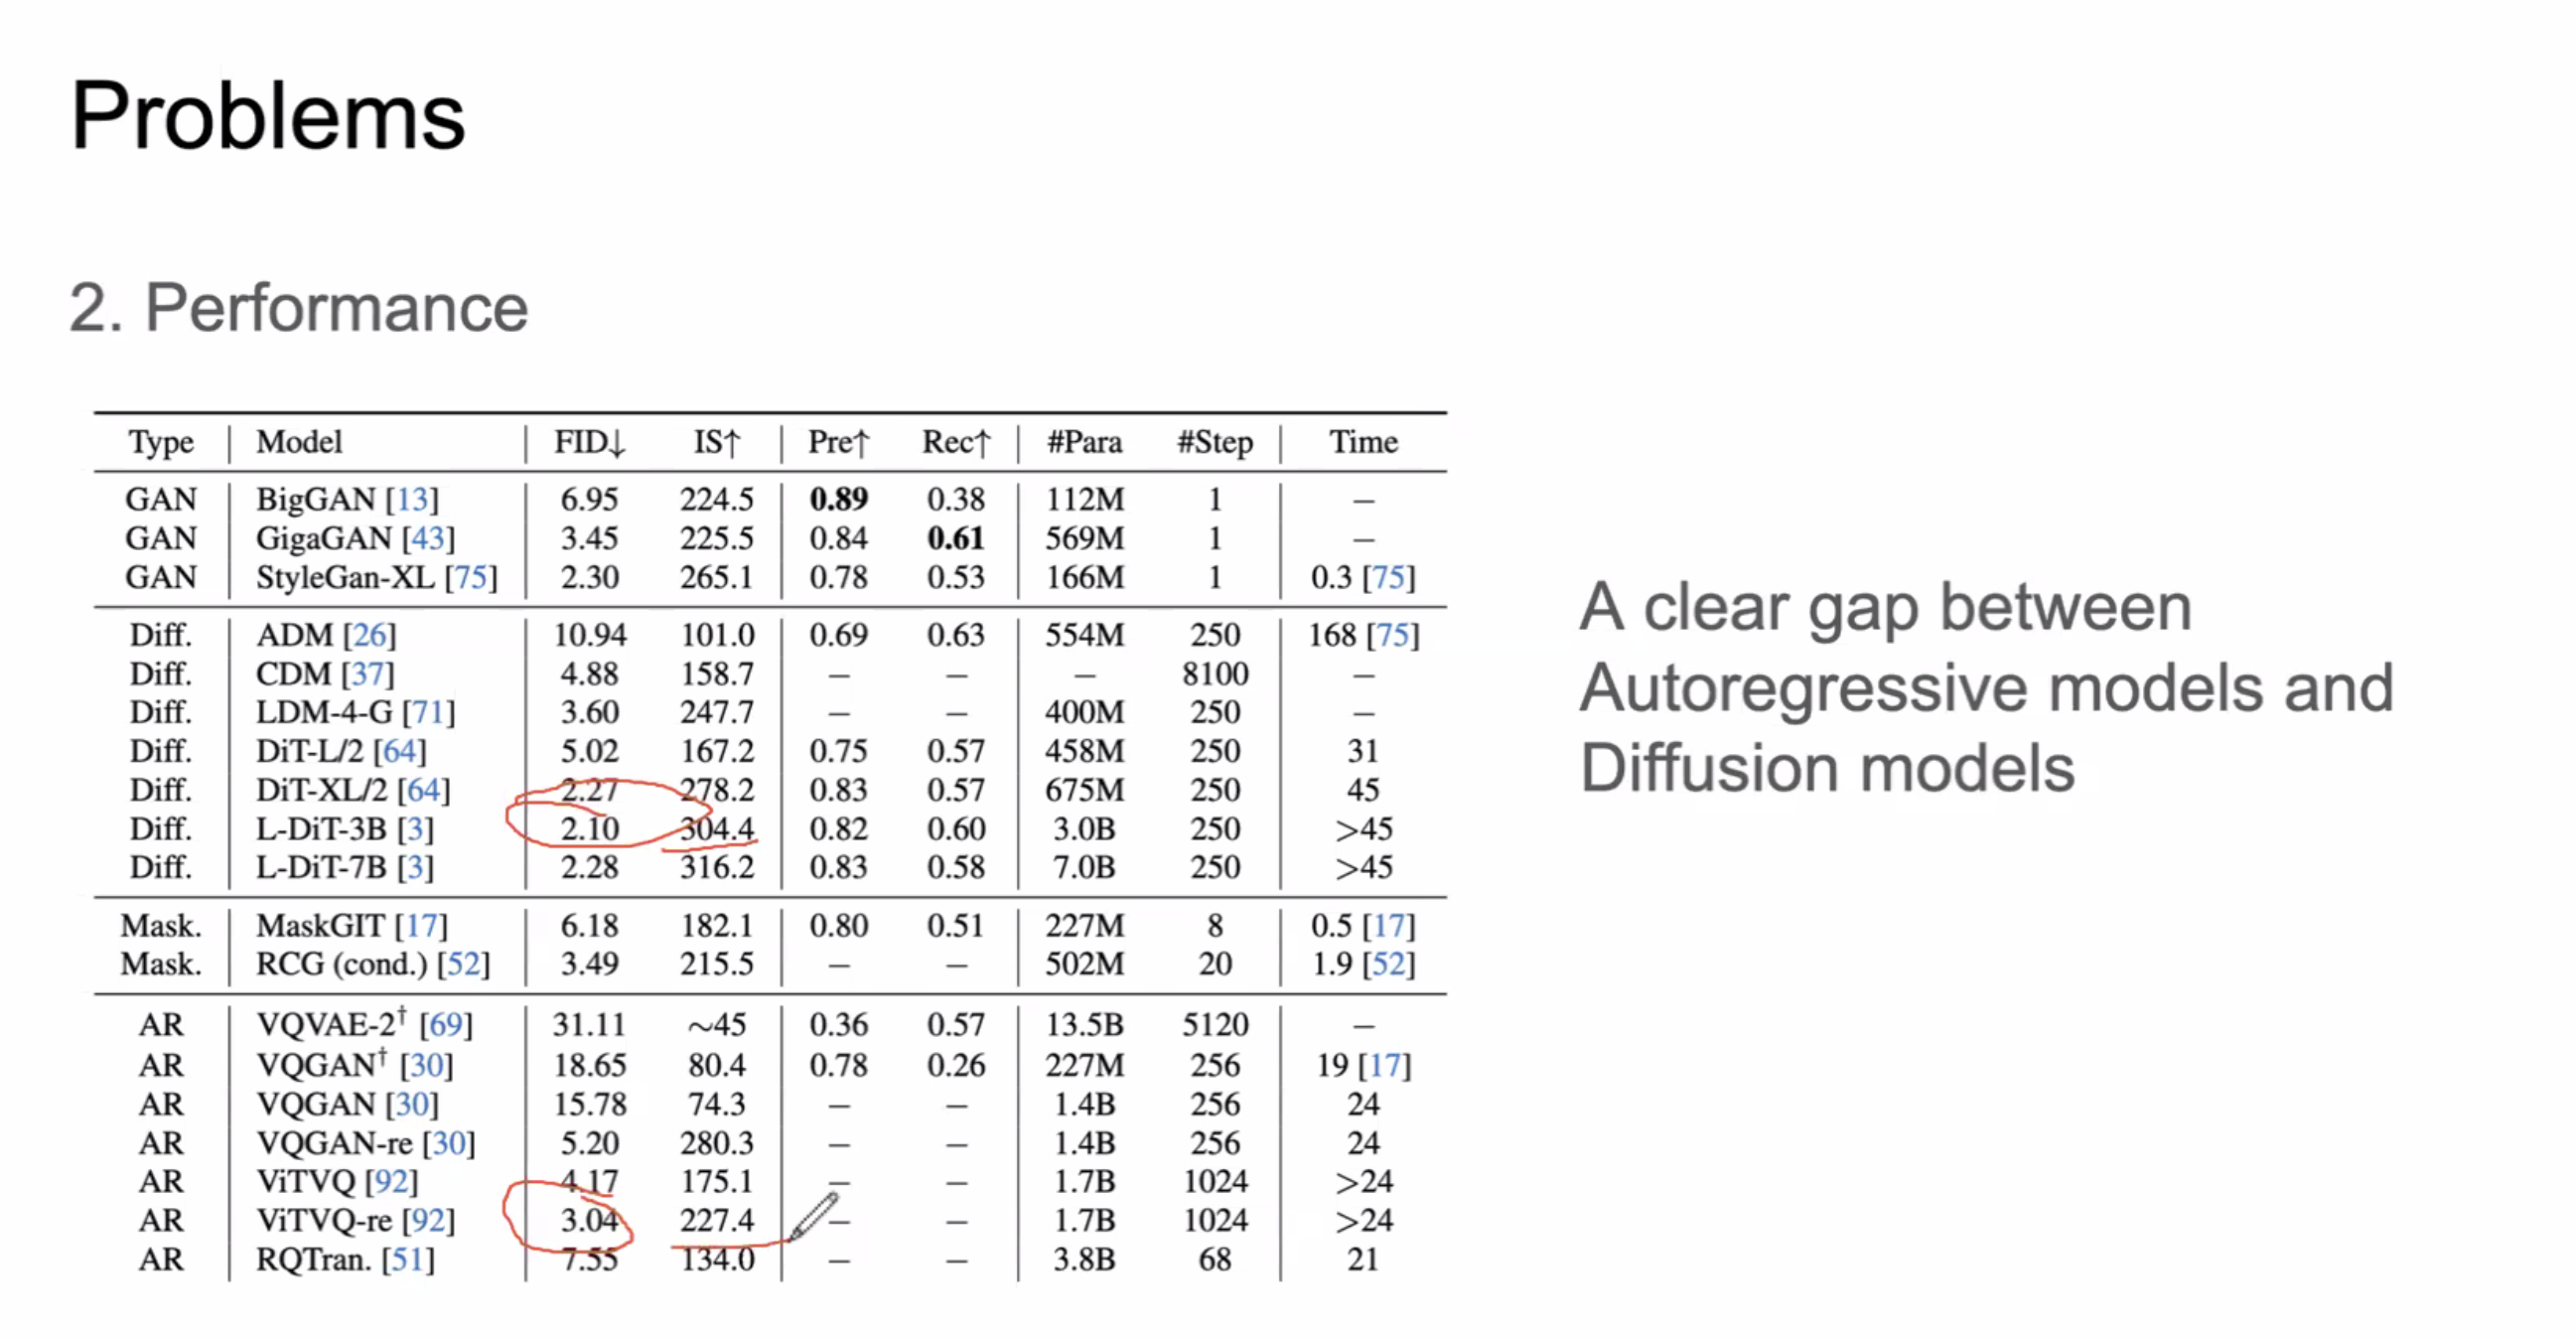 Problems
2. Performance
Type Model FID↓ IS↑ Pre↑ Rec↑ #Para #Step Time
GAN BigGAN [13] 6.95 224.5 0.89 0.38 112M 1 –
GAN GigaGAN [43] 3.45 225.5 0.84 0.61 569M 1 –
GAN StyleGan-XL [75] 2.30 265.1 0.78 0.53 166M 1 0.3 [75]
Diff. ADM [26] 10.94 101.0 0.69 0.63 554M 250 168 [75]
Diff. CDM [37] 4.88 158.7 – – – 8100 –
Diff. LDM-4-G [71] 3.60 247.7 – – 400M 250 –
Diff. DiT-L/2 [64] 5.02 167.2 0.75 0.57 458M 250 31
Diff. DiT-XL/2 [64] 2.27 278.2 0.83 0.57 675M 250 45
Diff. L-DiT-3B [3] 2.10 304.4 0.82 0.60 3.0B 250 >45
Diff. L-DiT-7B [3] 2.28 316.2 0.83 0.58 7.0B 250 >45
Mask. MaskGIT [17] 6.18 182.1 0.80 0.51 227M 8 0.5 [17]
Mask. RCG (cond.) [52] 3.49 215.5 – – 502M 20 1.9 [52]
AR VQVAE-2† [69] 31.11 ~45 0.36 0.57 13.5B 5120 –
AR VQGAN† [30] 18.65 80.4 0.78 0.26 227M 256 19 [17]
AR VQGAN [30] 15.78 74.3 – – 1.4B 256 24
AR VQGAN-re [30] 5.20 280.3 – – 1.4B 256 24
AR ViTVQ [92] 4.17 175.1 – – 1.7B 1024 >24
AR ViTVQ-re [92] 3.04 227.4 – – 1.7B 1024 >24
AR RQTran. [51] 7.55 134.0 – – 3.8B 68 21
A clear gap between
Autoregressive models and
Diffusion models